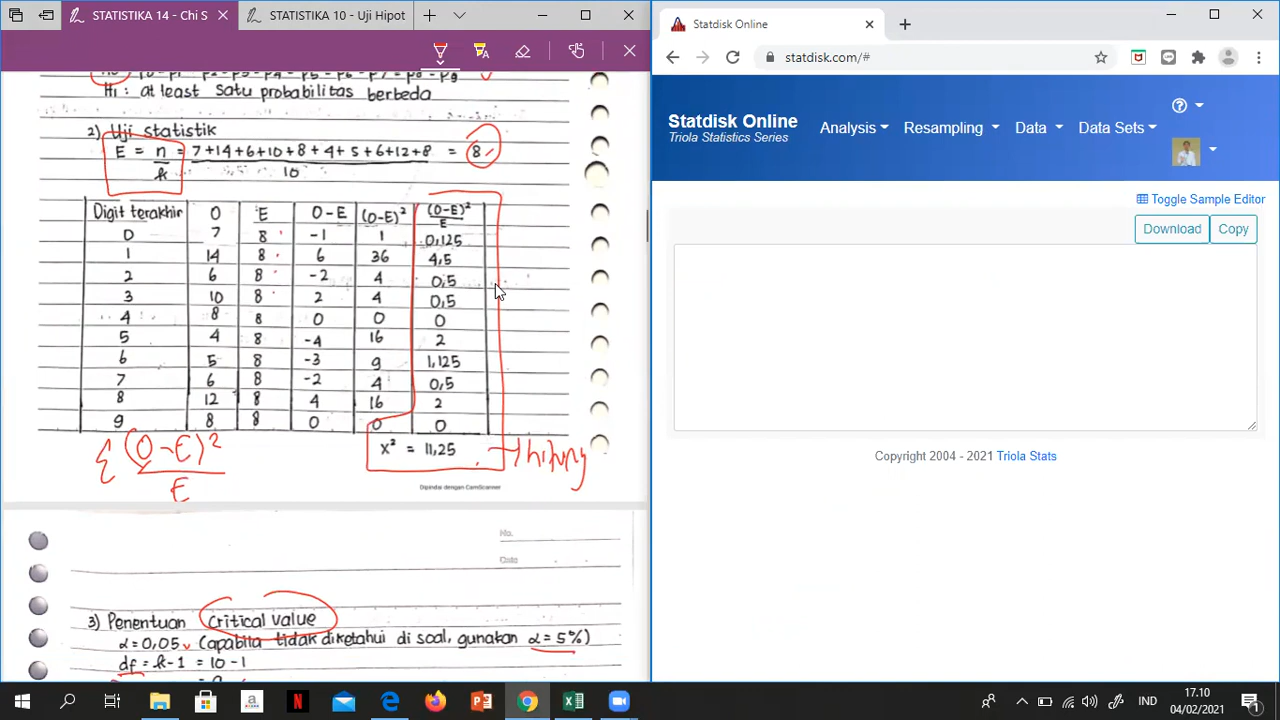 STATISTIKA 14 - Chi S
STATISTIKA 10 - Uji Hipot
Statdisk Online
statdisk.com/#
H1 : at least satu probabilitas berbeda
2) Uji statistik
E = n = 7+14+6+10+8+4+5+6+12+8 = 8
k 10
Digit terakhir O E O-E (O-E)² (O-E)²
E
0 7 8 -1 1 0,125
1 14 8 6 36 4,5
2 6 8 -2 4 0,5
3 10 8 2 4 0,5
4 8 8 0 0 0
5 4 8 -4 16 2
6 5 8 -3 9 1,125
7 6 8 -2 4 0,5
8 12 8 4 16 2
9 8 8 0 0 0
x² = 11,25
(O-E)²
E
hitung
Dipindai dengan CamScanner
No.
Date
3) Penentuan Critical value
α = 0,05 (apabila tidak diketahui di soal, gunakan α = 5%)
df = k-1 = 10-1
Statdisk Online
Triola Statistics Series
Analysis
Resampling
Data
Data Sets
Toggle Sample Editor
Download
Copy
Copyright 2004 - 2021 Triola Stats
IND
17.10
04/02/2021